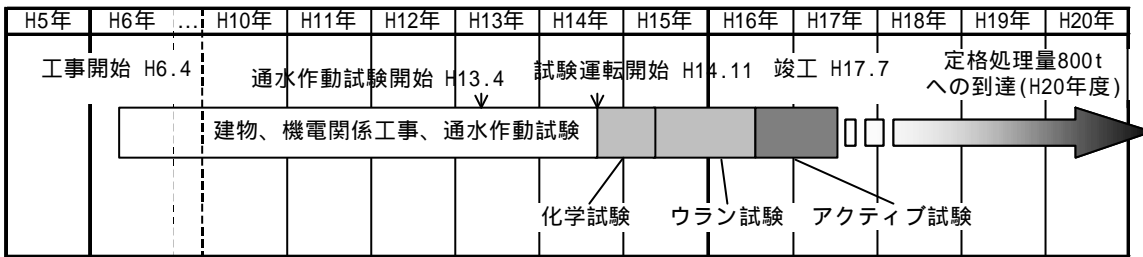 H5年 H6年 … H10年 H11年 H12年 H13年 H14年 H15年 H16年 H17年 H18年 H19年 H20年
工事開始 H6.4
通水作動試験開始 H13.4
試験運転開始 H14.11
竣工 H17.7
定格処理量800t
への到達(H20年度)
建物、機電関係工事、通水作動試験
化学試験
ウラン試験
アクティブ試験